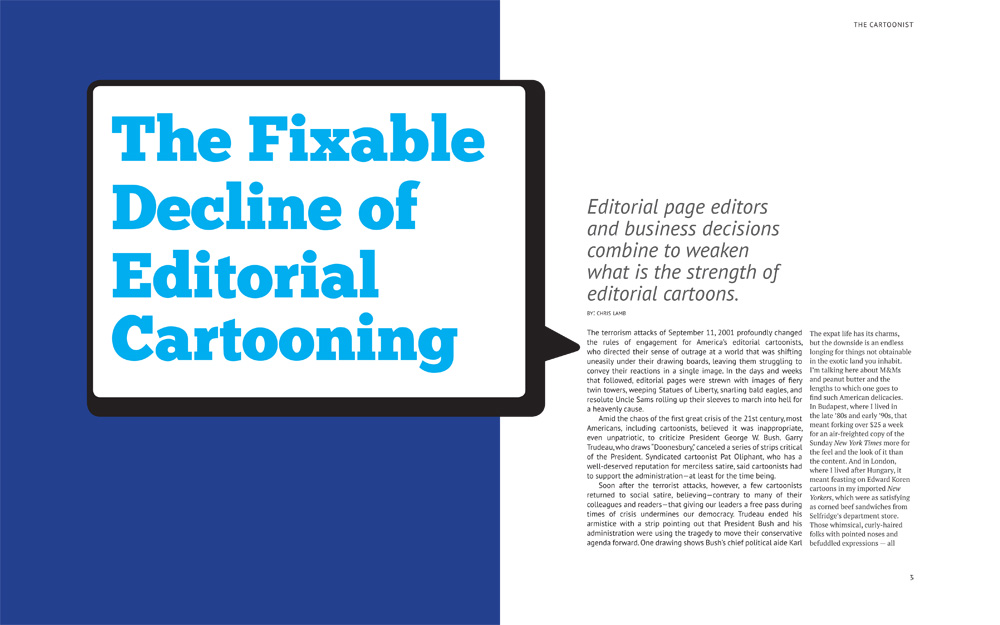 THE CARTOONIST
The Fixable
Decline of
Editorial
Cartooning
Editorial page editors
and business decisions
combine to weaken
what is the strength of
editorial cartoons.
BY: CHRIS LAMB
The terrorism attacks of September 11, 2001 profoundly changed
the rules of engagement for America's editorial cartoonists,
who directed their sense of outrage at a world that was shifting
uneasily under their drawing boards, leaving them struggling to
convey their reactions in a single image. In the days and weeks
that followed, editorial pages were strewn with images of fiery
twin towers, weeping Statues of Liberty, snarling bald eagles, and
resolute Uncle Sams rolling up their sleeves to march into hell for
a heavenly cause.
Amid the chaos of the first great crisis of the 21st century, most
Americans, including cartoonists, believed it was inappropriate,
even unpatriotic, to criticize President George W. Bush. Garry
Trudeau, who draws "Doonesbury," canceled a series of strips critical
of the President. Syndicated cartoonist Pat Oliphant, who has a
well-deserved reputation for merciless satire, said cartoonists had
to support the administration—at least for the time being.
Soon after the terrorist attacks, however, a few cartoonists
returned to social satire, believing—contrary to many of their
colleagues and readers—that giving our leaders a free pass during
times of crisis undermines our democracy. Trudeau ended his
armistice with a strip pointing out that President Bush and his
administration were using the tragedy to move their conservative
agenda forward. One drawing shows Bush's chief political aide Karl
The expat life has its charms,
but the downside is an endless
longing for things not obtainable
in the exotic land you inhabit.
I'm talking here about M&Ms
and peanut butter and the
lengths to which one goes to
find such American delicacies.
In Budapest, where I lived in
the late '80s and early '90s, that
meant forking over $25 a week
for an air-freighted copy of the
Sunday New York Times more for
the feel and the look of it than
the content. And in London,
where I lived after Hungary, it
meant feasting on Edward Koren
cartoons in my imported New
Yorkers, which were as satisfying
as corned beef sandwiches from
Selfridge's department store.
Those whimsical, curly-haired
folks with pointed noses and
befuddled expressions — all
5